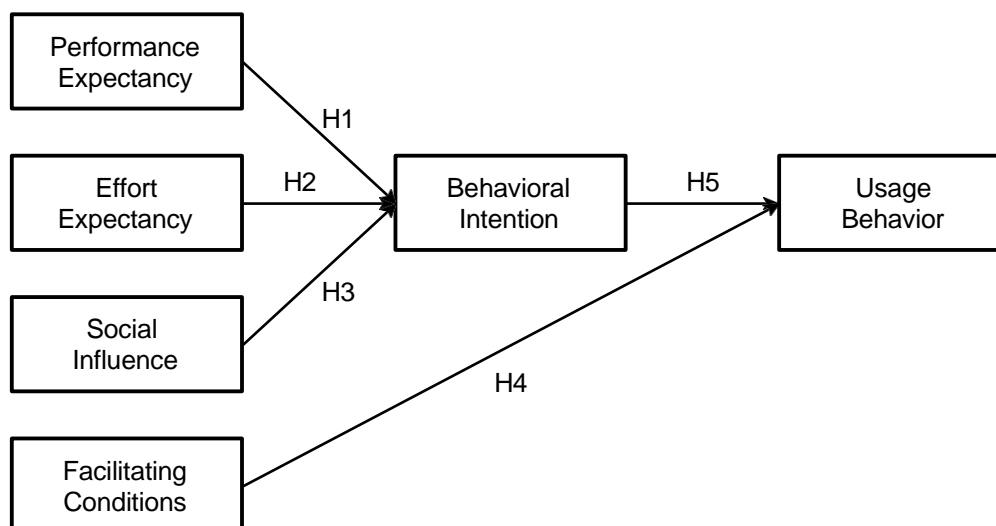 Performance
Expectancy
H1
Effort
Expectancy
H2
Behavioral
Intention
H5
Usage
Behavior
H3
Social
Influence
H4
Facilitating
Conditions